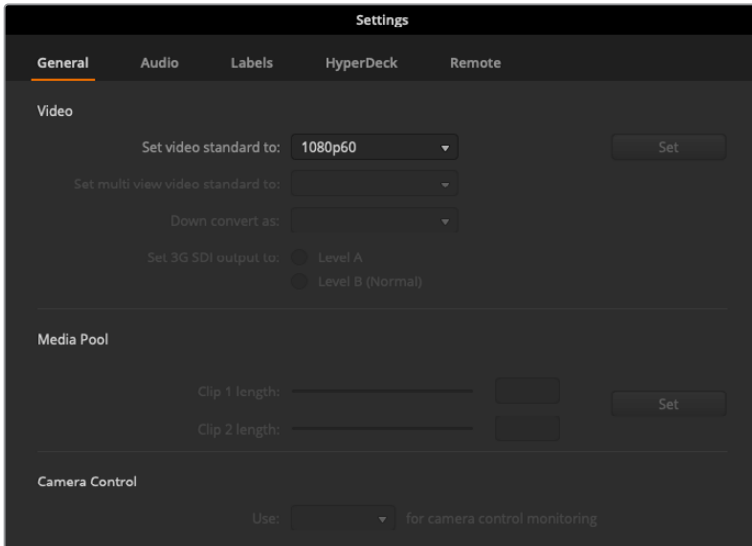 Settings
General Audio Labels HyperDeck Remote
Video
Set video standard to: 1080p60 Set
Set multi view video standard to:
Down convert as:
Set 3G SDI output to: Level A
Level B (Normal)
Media Pool
Clip 1 length:
Set
Clip 2 length:
Camera Control
Use: for camera control monitoring